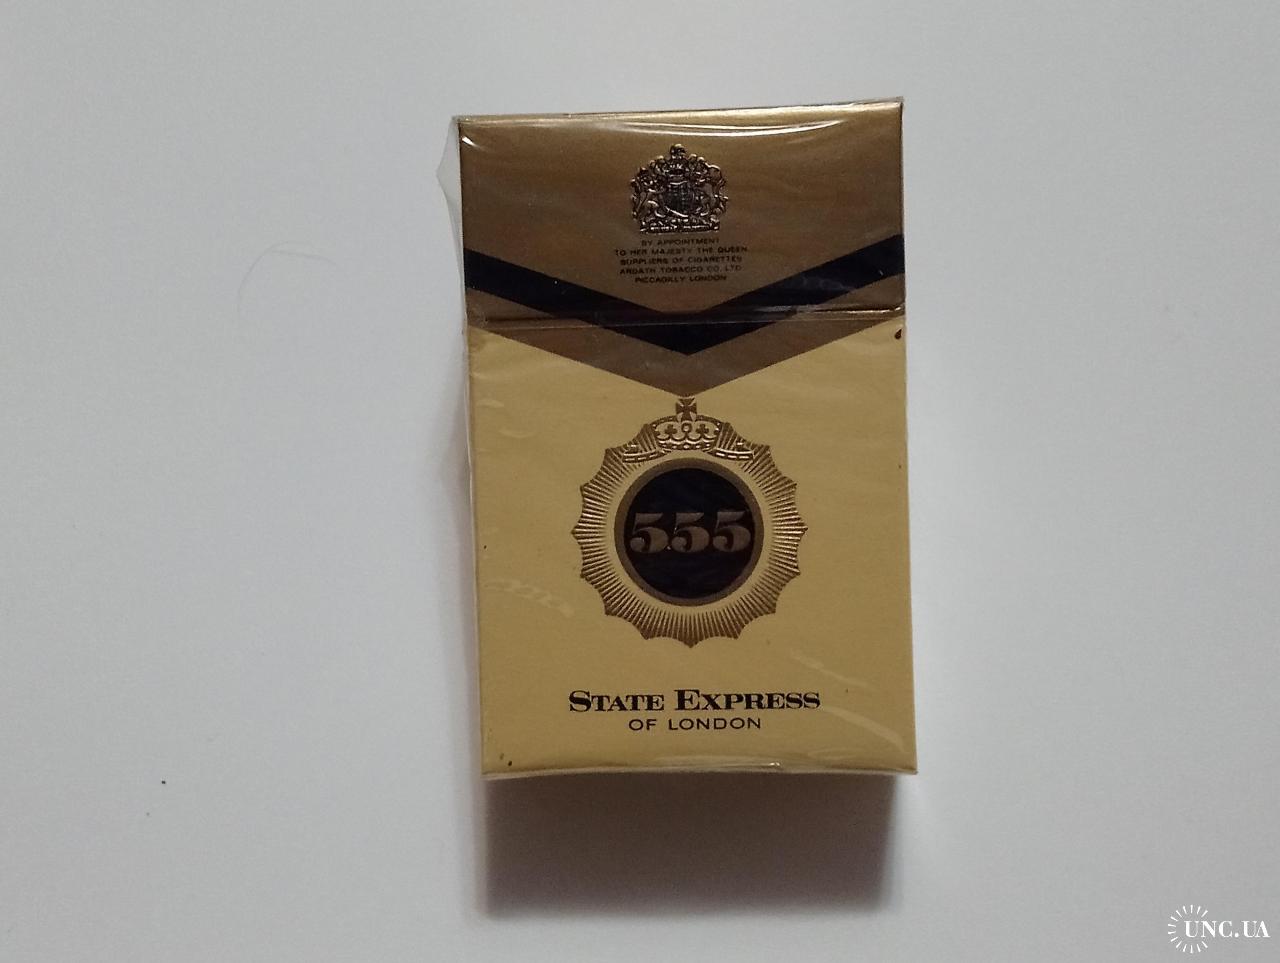 BY APPOINTMENT
TO HER MAJESTY THE QUEEN
SUPPLIERS OF CIGARETTES
ARDATH TOBACCO CO. LTD
PICCADILLY LONDON
555
STATE EXPRESS
OF LONDON
UNC.UA